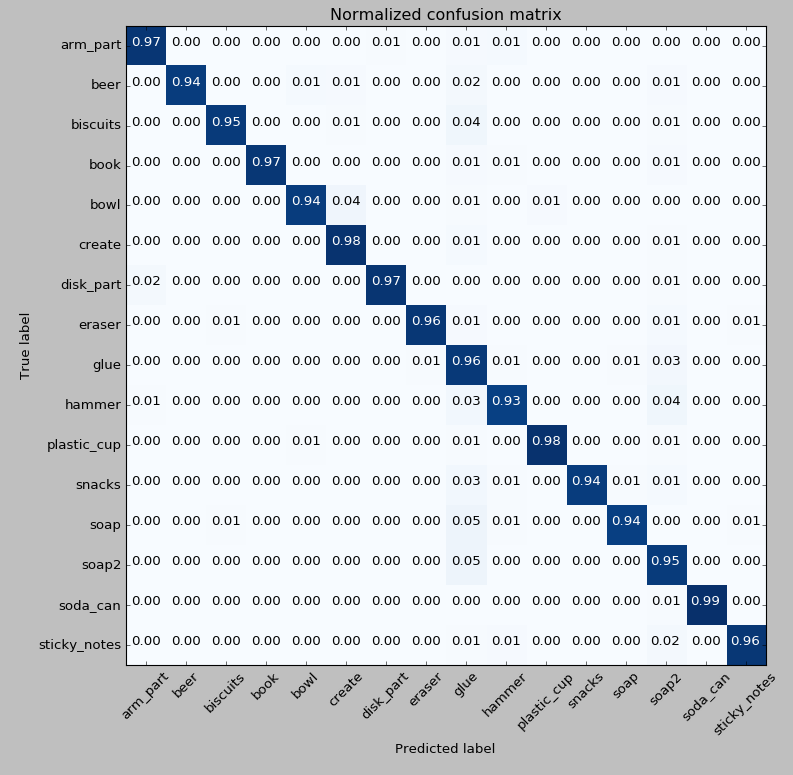 Normalized confusion matrix
arm_part 0.97 0.00 0.00 0.00 0.00 0.00 0.01 0.00 0.01 0.01 0.00 0.00 0.00 0.00 0.00 0.00
beer 0.00 0.94 0.00 0.00 0.01 0.01 0.00 0.00 0.02 0.00 0.00 0.00 0.00 0.01 0.00 0.00
biscuits 0.00 0.00 0.95 0.00 0.00 0.01 0.00 0.00 0.04 0.00 0.00 0.00 0.00 0.01 0.00 0.00
book 0.00 0.00 0.00 0.97 0.00 0.00 0.00 0.00 0.01 0.01 0.00 0.00 0.00 0.01 0.00 0.00
bowl 0.00 0.00 0.00 0.00 0.94 0.04 0.00 0.00 0.01 0.00 0.01 0.00 0.00 0.00 0.00 0.00
create 0.00 0.00 0.00 0.00 0.00 0.98 0.00 0.00 0.01 0.00 0.00 0.00 0.00 0.01 0.00 0.00
disk_part 0.02 0.00 0.00 0.00 0.00 0.00 0.97 0.00 0.00 0.00 0.00 0.00 0.00 0.01 0.00 0.00
eraser 0.00 0.00 0.01 0.00 0.00 0.00 0.00 0.96 0.01 0.00 0.00 0.00 0.00 0.01 0.00 0.01
glue 0.00 0.00 0.00 0.00 0.00 0.00 0.00 0.01 0.96 0.01 0.00 0.00 0.01 0.03 0.00 0.00
hammer 0.01 0.00 0.00 0.00 0.00 0.00 0.00 0.00 0.03 0.93 0.00 0.00 0.00 0.04 0.00 0.00
plastic_cup 0.00 0.00 0.00 0.00 0.01 0.00 0.00 0.00 0.01 0.00 0.98 0.00 0.00 0.01 0.00 0.00
snacks 0.00 0.00 0.00 0.00 0.00 0.00 0.00 0.00 0.03 0.01 0.00 0.94 0.01 0.01 0.00 0.00
soap 0.00 0.00 0.01 0.00 0.00 0.00 0.00 0.00 0.05 0.01 0.00 0.00 0.94 0.00 0.00 0.01
soap2 0.00 0.00 0.00 0.00 0.00 0.00 0.00 0.00 0.05 0.00 0.00 0.00 0.00 0.95 0.00 0.00
soda_can 0.00 0.00 0.00 0.00 0.00 0.00 0.00 0.00 0.00 0.00 0.00 0.00 0.00 0.01 0.99 0.00
sticky_notes 0.00 0.00 0.00 0.00 0.00 0.00 0.00 0.00 0.01 0.01 0.00 0.00 0.00 0.02 0.00 0.96
True label
arm_part beer biscuits book bowl create disk_part eraser glue hammer plastic_cup snacks soap soap2 soda_can sticky_notes
Predicted label